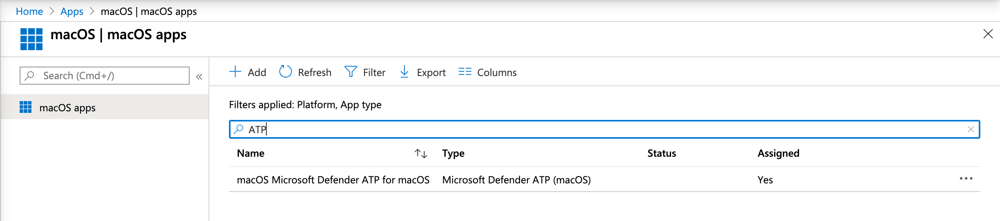 Home > Apps > macOS | macOS apps
macOS | macOS apps
Search (Cmd+/)
«
macOS apps
Add Refresh Filter Export Columns
Filters applied: Platform, App type
ATP
Name Type Status Assigned
macOS Microsoft Defender ATP for macOS Microsoft Defender ATP (macOS) Yes